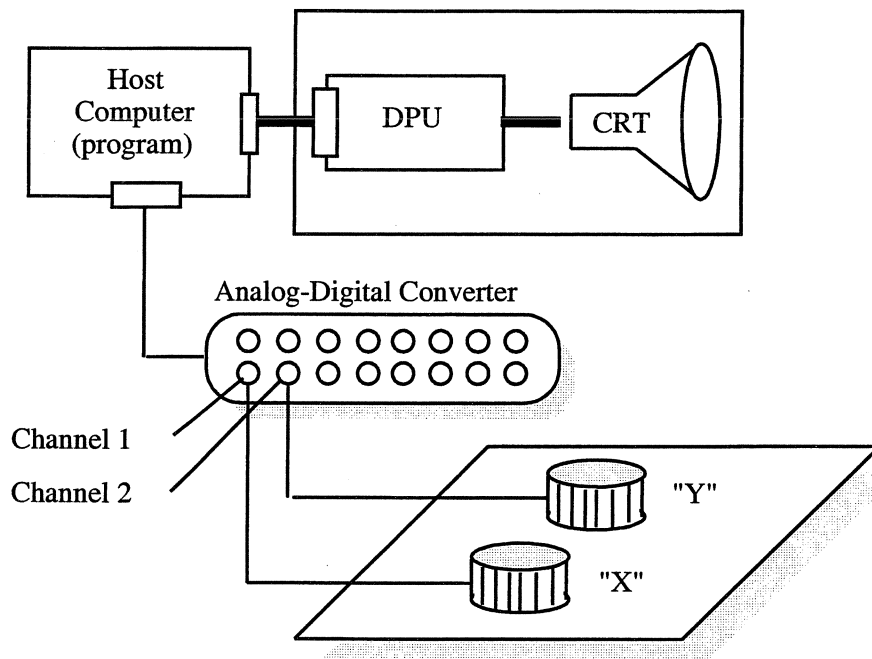 Host
Computer
(program)
DPU
CRT
Analog-Digital Converter
Channel 1
Channel 2
"Y"
"X"